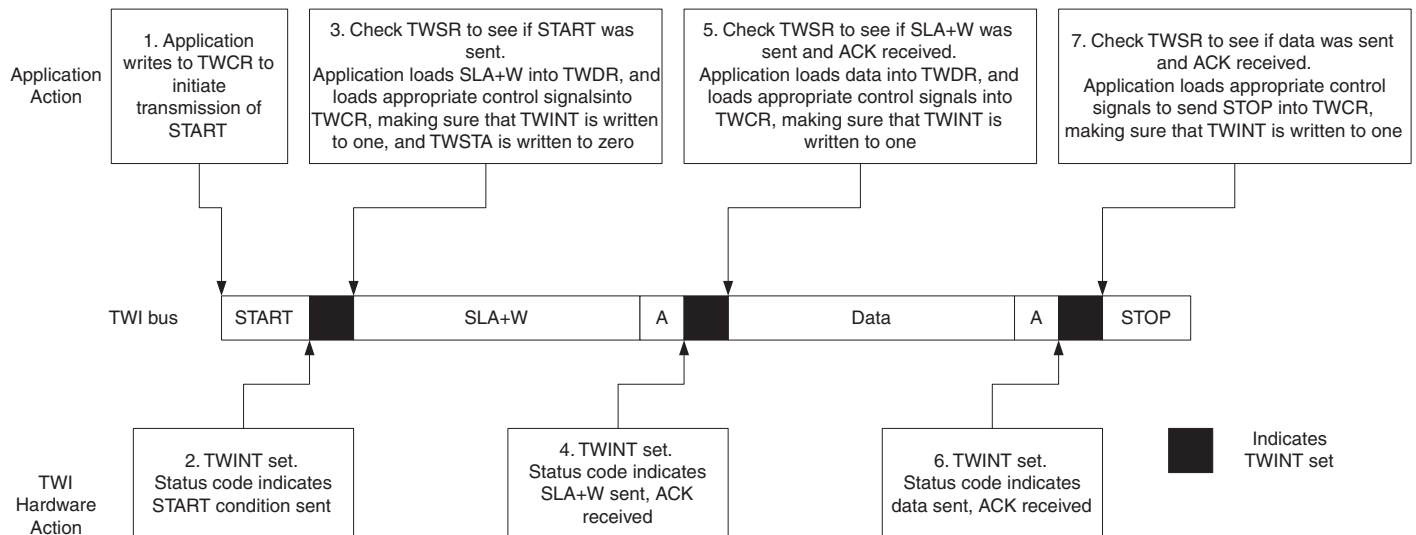 Application
Action
1. Application
writes to TWCR to
initiate
transmission of
START
3. Check TWSR to see if START was
sent.
Application loads SLA+W into TWDR, and
loads appropriate control signalsinto
TWCR, making sure that TWINT is written
to one, and TWSTA is written to zero
5. Check TWSR to see if SLA+W was
sent and ACK received.
Application loads data into TWDR, and
loads appropriate control signals into
TWCR, making sure that TWINT is
written to one
7. Check TWSR to see if data was sent
and ACK received.
Application loads appropriate control
signals to send STOP into TWCR,
making sure that TWINT is written to one
TWI bus
START
SLA+W
A
Data
A
STOP
TWI
Hardware
Action
2. TWINT set.
Status code indicates
START condition sent
4. TWINT set.
Status code indicates
SLA+W sent, ACK
received
6. TWINT set.
Status code indicates
data sent, ACK received
Indicates
TWINT set